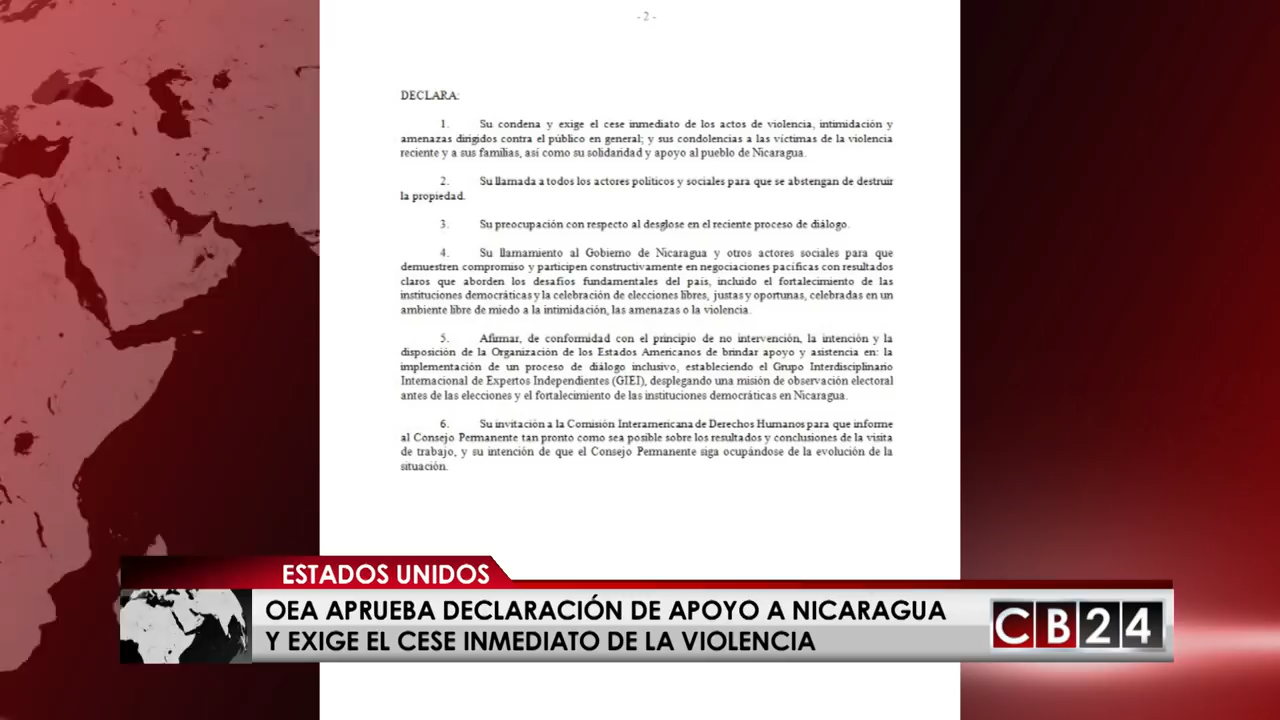 - 2 -
DECLARA:
1. Su condena y exige el cese inmediato de los actos de violencia, intimidación y
amenazas dirigidos contra el público en general; y sus condolencias a las víctimas de la violencia
reciente y a sus familias, así como su solidaridad y apoyo al pueblo de Nicaragua.
2. Su llamada a todos los actores políticos y sociales para que se abstengan de destruir
la propiedad.
3. Su preocupación con respecto al desglose en el reciente proceso de diálogo.
4. Su llamamiento al Gobierno de Nicaragua y otros actores sociales para que
demuestren compromiso y participen constructivamente en negociaciones pacíficas con resultados
claros que aborden los desafíos fundamentales del país, incluido el fortalecimiento de las
instituciones democráticas y la celebración de elecciones libres, justas y oportunas, celebradas en un
ambiente libre de miedo a la intimidación, las amenazas o la violencia.
5. Afirmar, de conformidad con el principio de no intervención, la intención y la
disposición de la Organización de los Estados Americanos de brindar apoyo y asistencia en: la
implementación de un proceso de diálogo inclusivo, estableciendo el Grupo Interdisciplinario
Internacional de Expertos Independientes (GIEI), desplegando una misión de observación electoral
antes de las elecciones y el fortalecimiento de las instituciones democráticas en Nicaragua.
6. Su invitación a la Comisión Interamericana de Derechos Humanos para que informe
al Consejo Permanente tan pronto como sea posible sobre los resultados y conclusiones de la visita
de trabajo, y su intención de que el Consejo Permanente siga ocupándose de la evolución de la
situación.
ESTADOS UNIDOS
OEA APRUEBA DECLARACIÓN DE APOYO A NICARAGUA
Y EXIGE EL CESE INMEDIATO DE LA VIOLENCIA
CB24